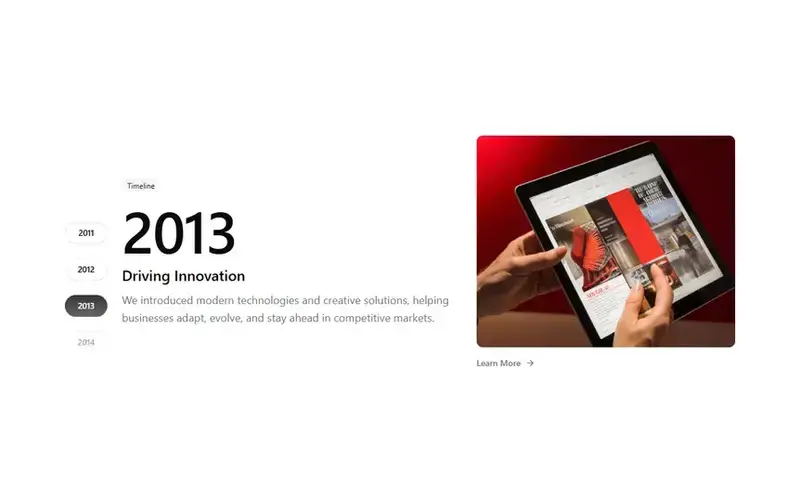 Timeline
2011
2012
2013
2014
2013
Driving Innovation
We introduced modern technologies and creative solutions, helping
businesses adapt, evolve, and stay ahead in competitive markets.
Learn More